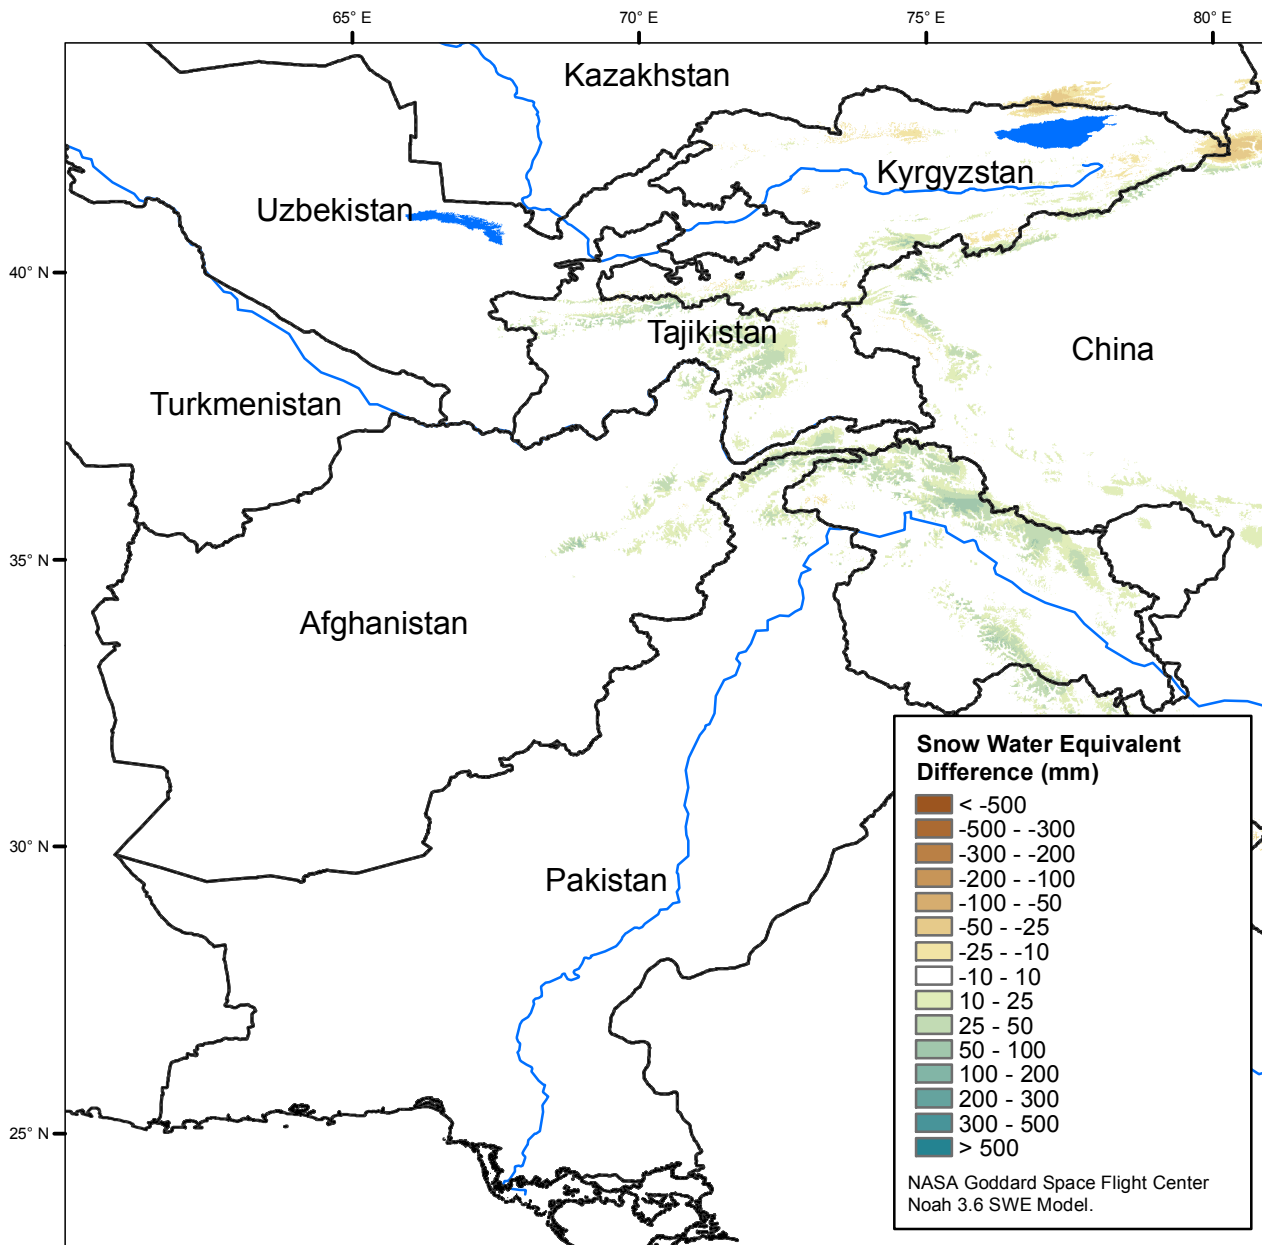 65° E
70° E
75° E
80° E
Kazakhstan
Kyrgyzstan
Uzbekistan
40° N
Tajikistan
China
Turkmenistan
35° N
Afghanistan
30° N
Pakistan
25° N
Snow Water Equivalent
Difference (mm)
< -500
-500 - -300
-300 - -200
-200 - -100
-100 - -50
-50 - -25
-25 - -10
-10 - 10
10 - 25
25 - 50
50 - 100
100 - 200
200 - 300
300 - 500
> 500
NASA Goddard Space Flight Center
Noah 3.6 SWE Model.